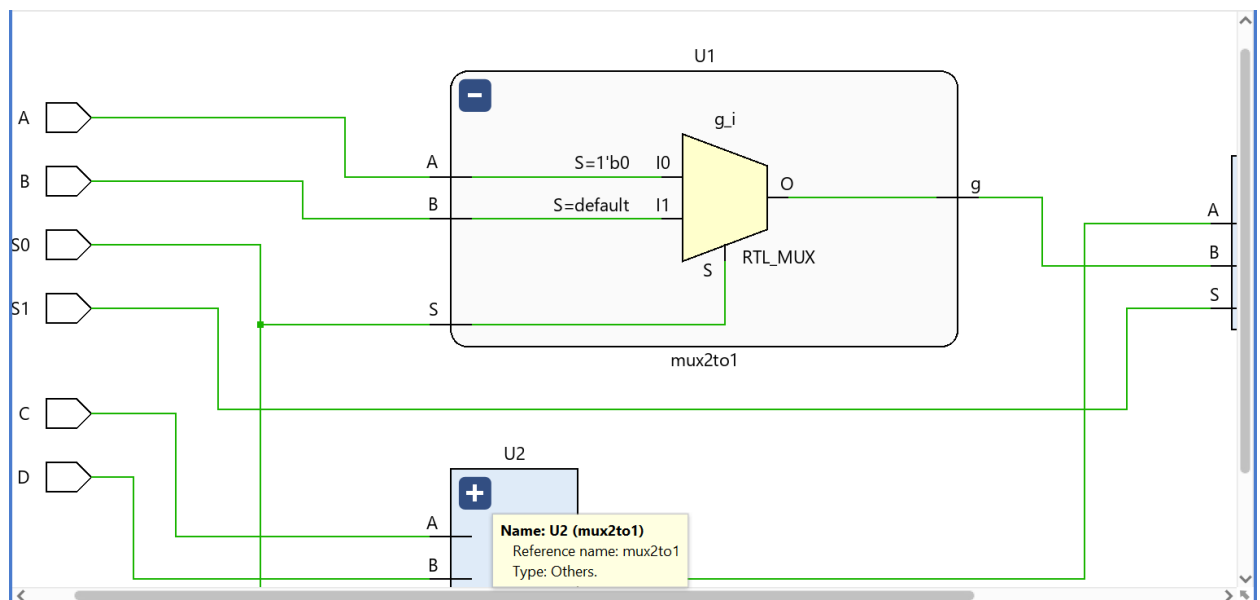 U1
g_i
A
A
S=1'b0
I0
B
B
S=default
I1
O
g
A
S0
RTL_MUX
B
S
S1
S
S
mux2to1
C
D
U2
A
B
Name: U2 (mux2to1)
Reference name: mux2to1
Type: Others.